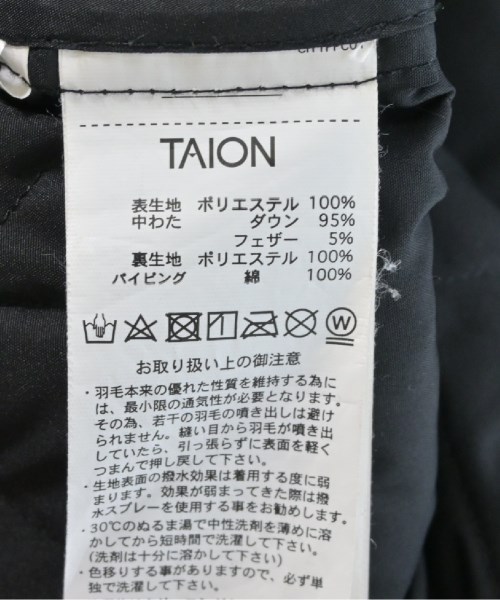 TAION
表生地 ポリエステル 100%
中わた ダウン 95%
フェザー 5%
裏生地 ポリエステル 100%
パイピング 綿 100%
W
お取り扱い上の御注意
・羽毛本来の優れた性質を維持する為に
は、最小限の通気性が必要となります。
その為、若干の羽毛の噴き出しは避け
られません。縫い目から羽毛が噴き出
していたら、引っ張らずに表面を軽く
つまんで押し戻して下さい。
・生地表面の撥水効果は着用する度に弱
まります。効果が弱まってきた際は撥
水スプレーを使用する事をお勧めします。
・30℃のぬるま湯で中性洗剤を薄めに溶
かしてから短時間で洗濯して下さい。
(洗剤は十分に溶かして下さい。)
・色移りする事がありますので、必ず単
独で洗濯して下さい。